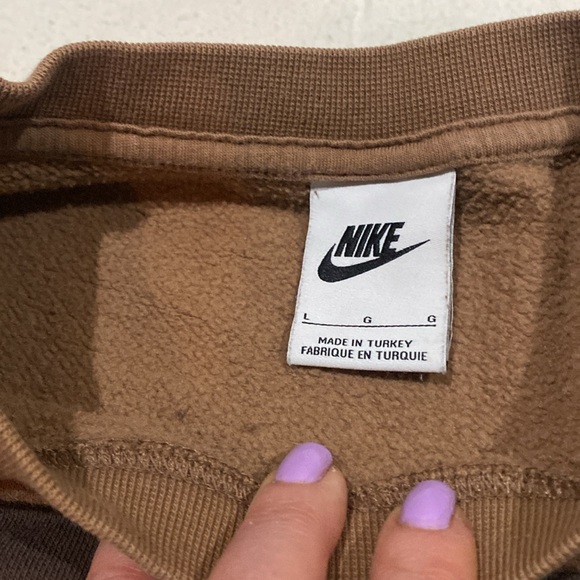 NIKE
L G G
MADE IN TURKEY
FABRIQUE EN TURQUIE